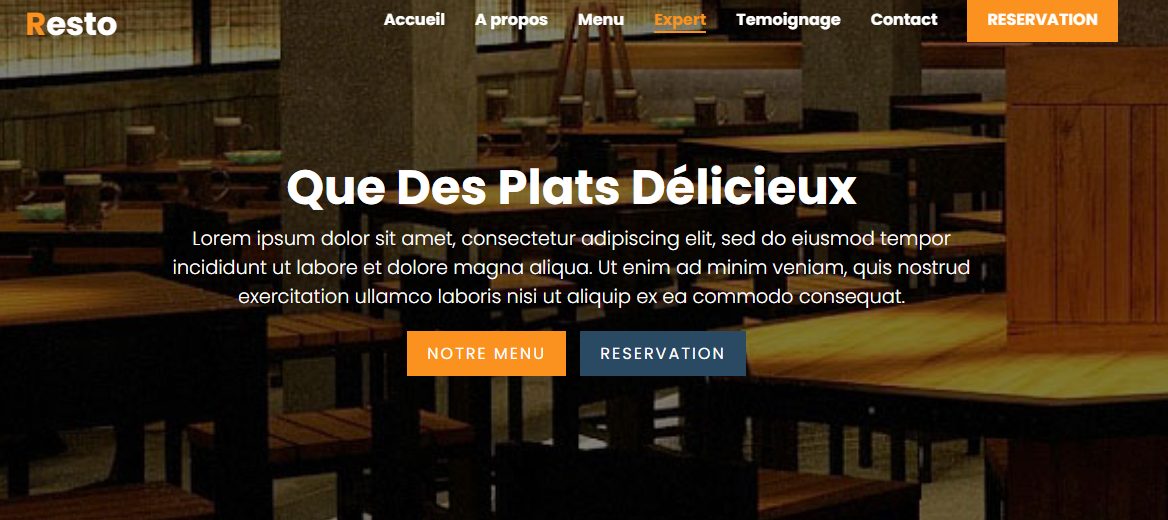 Resto
Accueil A propos Menu Expert Temoignage Contact RESERVATION
Que Des Plats Délicieux
Lorem ipsum dolor sit amet, consectetur adipiscing elit, sed do eiusmod tempor
incididunt ut labore et dolore magna aliqua. Ut enim ad minim veniam, quis nostrud
exercitation ullamco laboris nisi ut aliquip ex ea commodo consequat.
NOTRE MENU RESERVATION